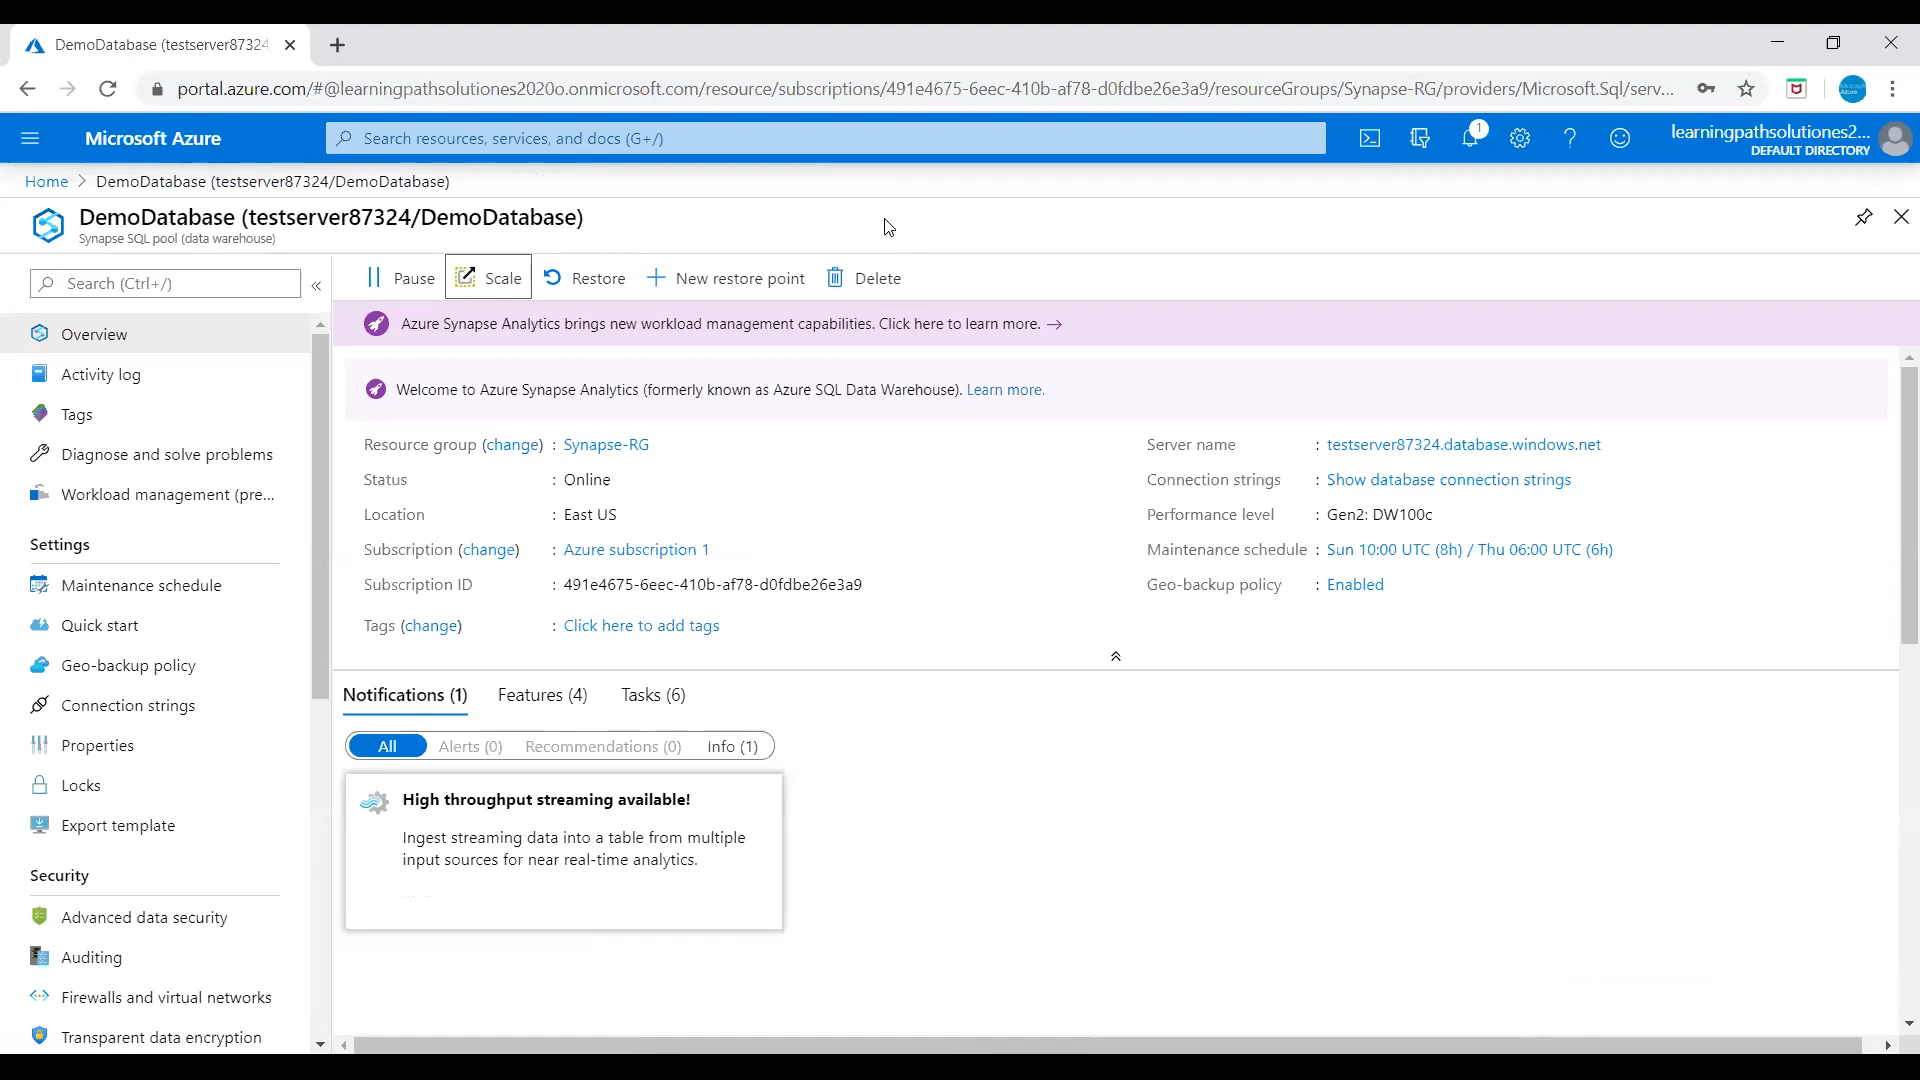 DemoDatabase (testserver87324
portal.azure.com/#@learningpathsolutiones2020o.onmicrosoft.com/resource/subscriptions/491e4675-6eec-410b-af78-d0fdbe26e3a9/resourceGroups/Synapse-RG/providers/Microsoft.Sql/serv...
Microsoft Azure
Search resources, services, and docs (G+/)
1
learningpathsolutiones2...
DEFAULT DIRECTORY
Home > DemoDatabase (testserver87324/DemoDatabase)
DemoDatabase (testserver87324/DemoDatabase)
Synapse SQL pool (data warehouse)
Search (Ctrl+/)
«
Overview
Activity log
Tags
Diagnose and solve problems
Workload management (pre...
Settings
Maintenance schedule
Quick start
Geo-backup policy
Connection strings
Properties
Locks
Export template
Security
Advanced data security
Auditing
Firewalls and virtual networks
Transparent data encryption
Pause Scale Restore New restore point Delete
Azure Synapse Analytics brings new workload management capabilities. Click here to learn more. →
Welcome to Azure Synapse Analytics (formerly known as Azure SQL Data Warehouse). Learn more.
Resource group (change) : Synapse-RG
Status : Online
Location : East US
Subscription (change) : Azure subscription 1
Subscription ID : 491e4675-6eec-410b-af78-d0fdbe26e3a9
Tags (change) : Click here to add tags
Server name : testserver87324.database.windows.net
Connection strings : Show database connection strings
Performance level : Gen2: DW100c
Maintenance schedule : Sun 10:00 UTC (8h) / Thu 06:00 UTC (6h)
Geo-backup policy : Enabled
Notifications (1) Features (4) Tasks (6)
All Alerts (0) Recommendations (0) Info (1)
High throughput streaming available!
Ingest streaming data into a table from multiple
input sources for near real-time analytics.